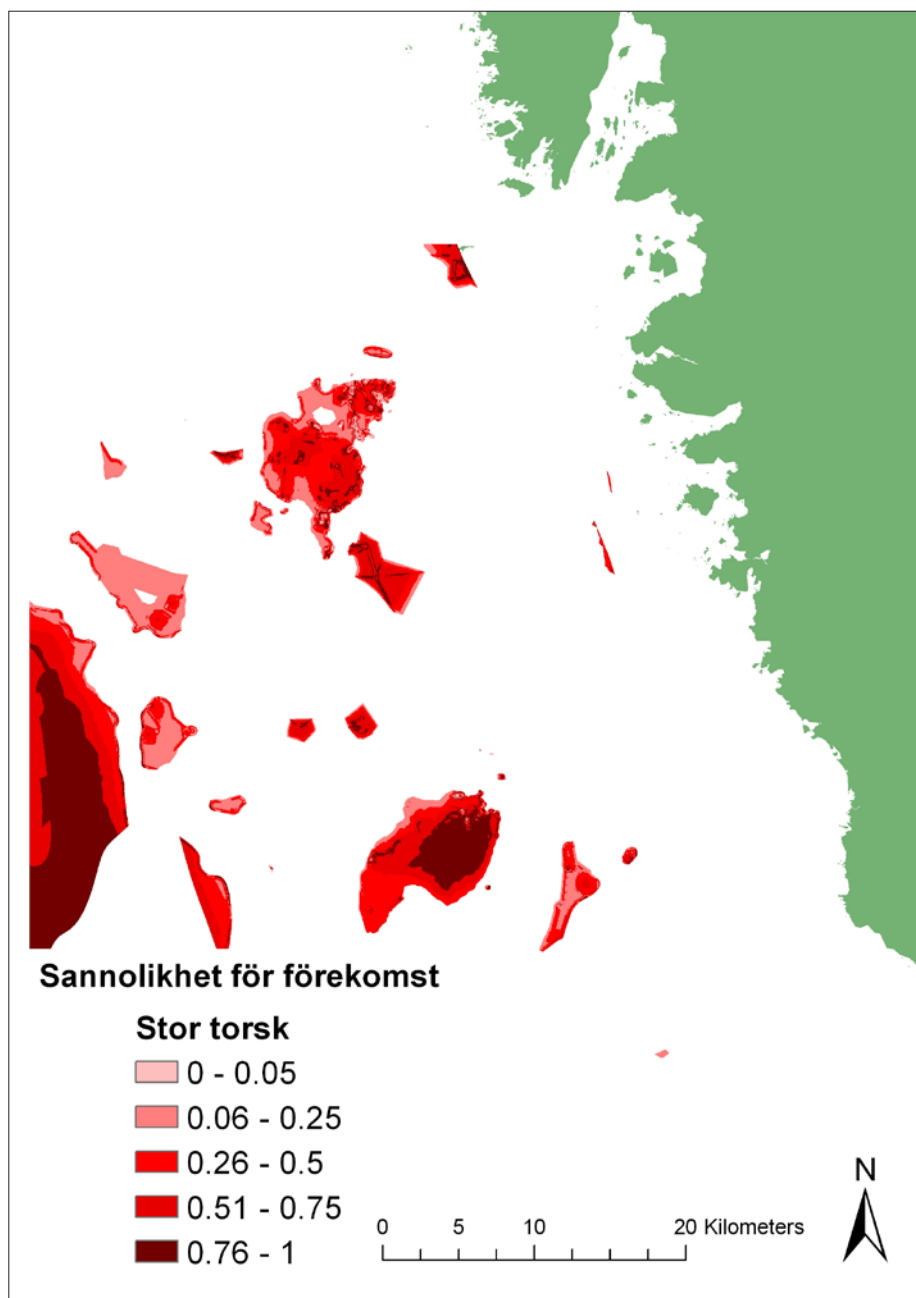 Sannolikhet för förekomst
Stor torsk
0 - 0.05
0.06 - 0.25
0.26 - 0.5
0.51 - 0.75
0.76 - 1
0 5 10 20 Kilometers
N